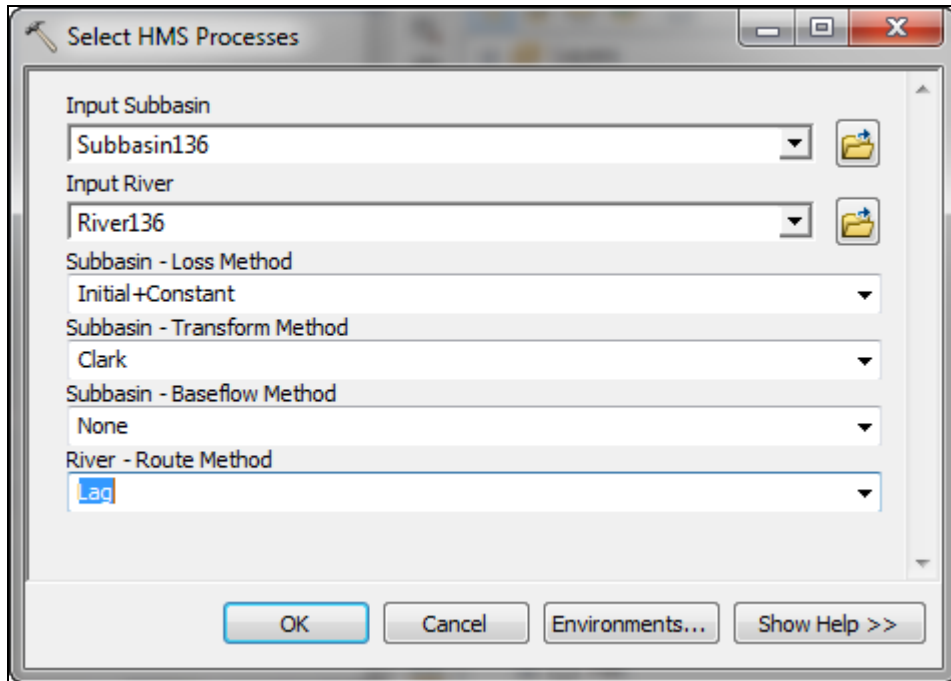 Select HMS Processes
Input Subbasin
Subbasin136
Input River
River136
Subbasin - Loss Method
Initial+Constant
Subbasin - Transform Method
Clark
Subbasin - Baseflow Method
None
River - Route Method
Lag
OK Cancel Environments... Show Help >>